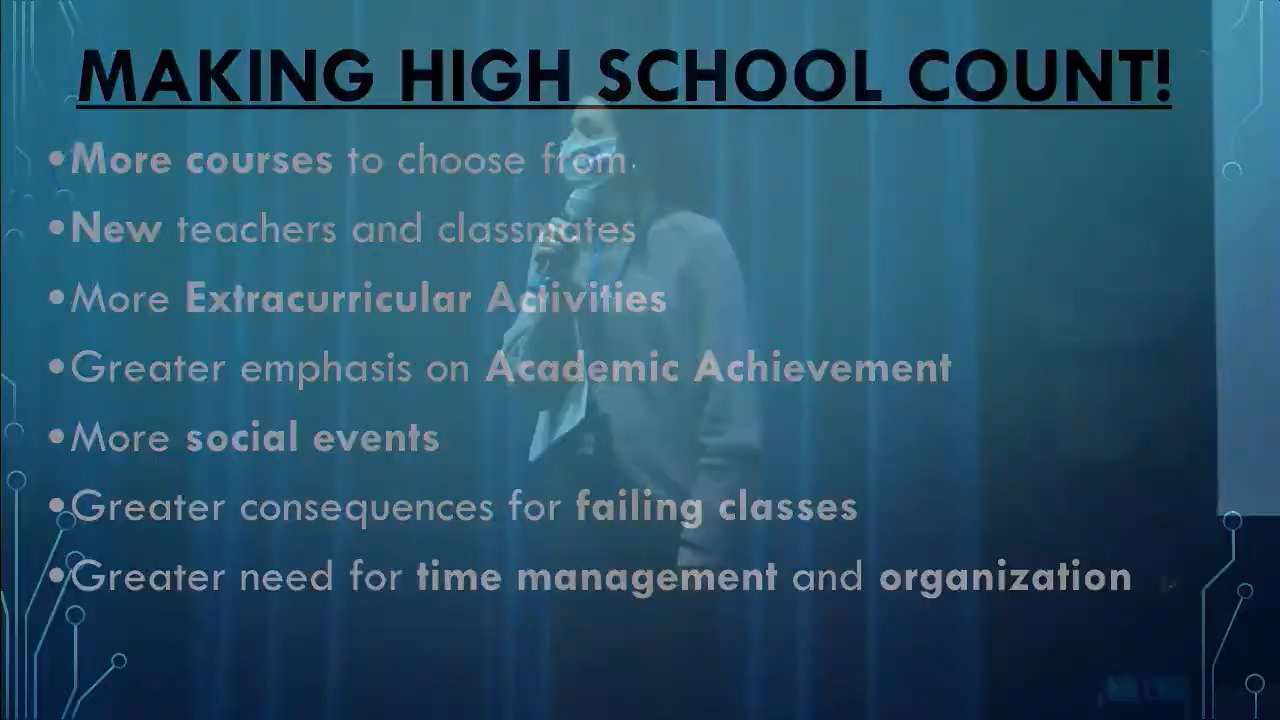 MAKING HIGH SCHOOL COUNT!
•More courses to choose from
•New teachers and classmates
•More Extracurricular Activities
•Greater emphasis on Academic Achievement
•More social events
•Greater consequences for failing classes
•Greater need for time management and organization